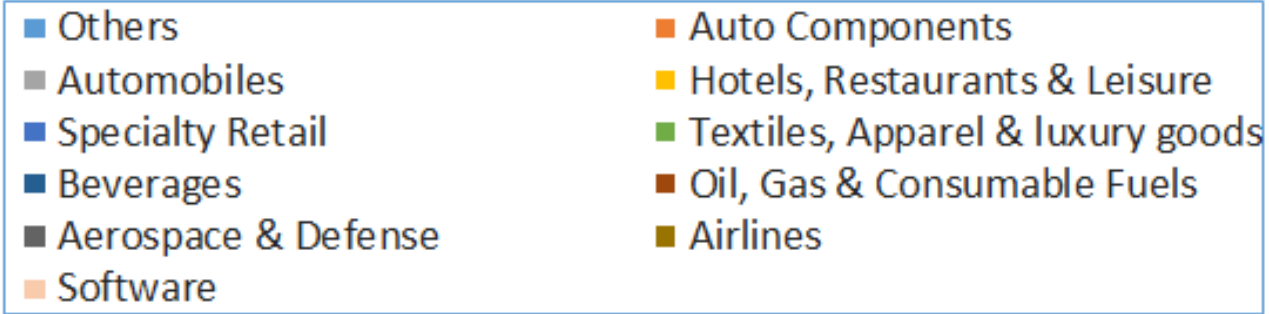 Others
Auto Components
Automobiles
Hotels, Restaurants & Leisure
Specialty Retail
Textiles, Apparel & luxury goods
Beverages
Oil, Gas & Consumable Fuels
Aerospace & Defense
Airlines
Software